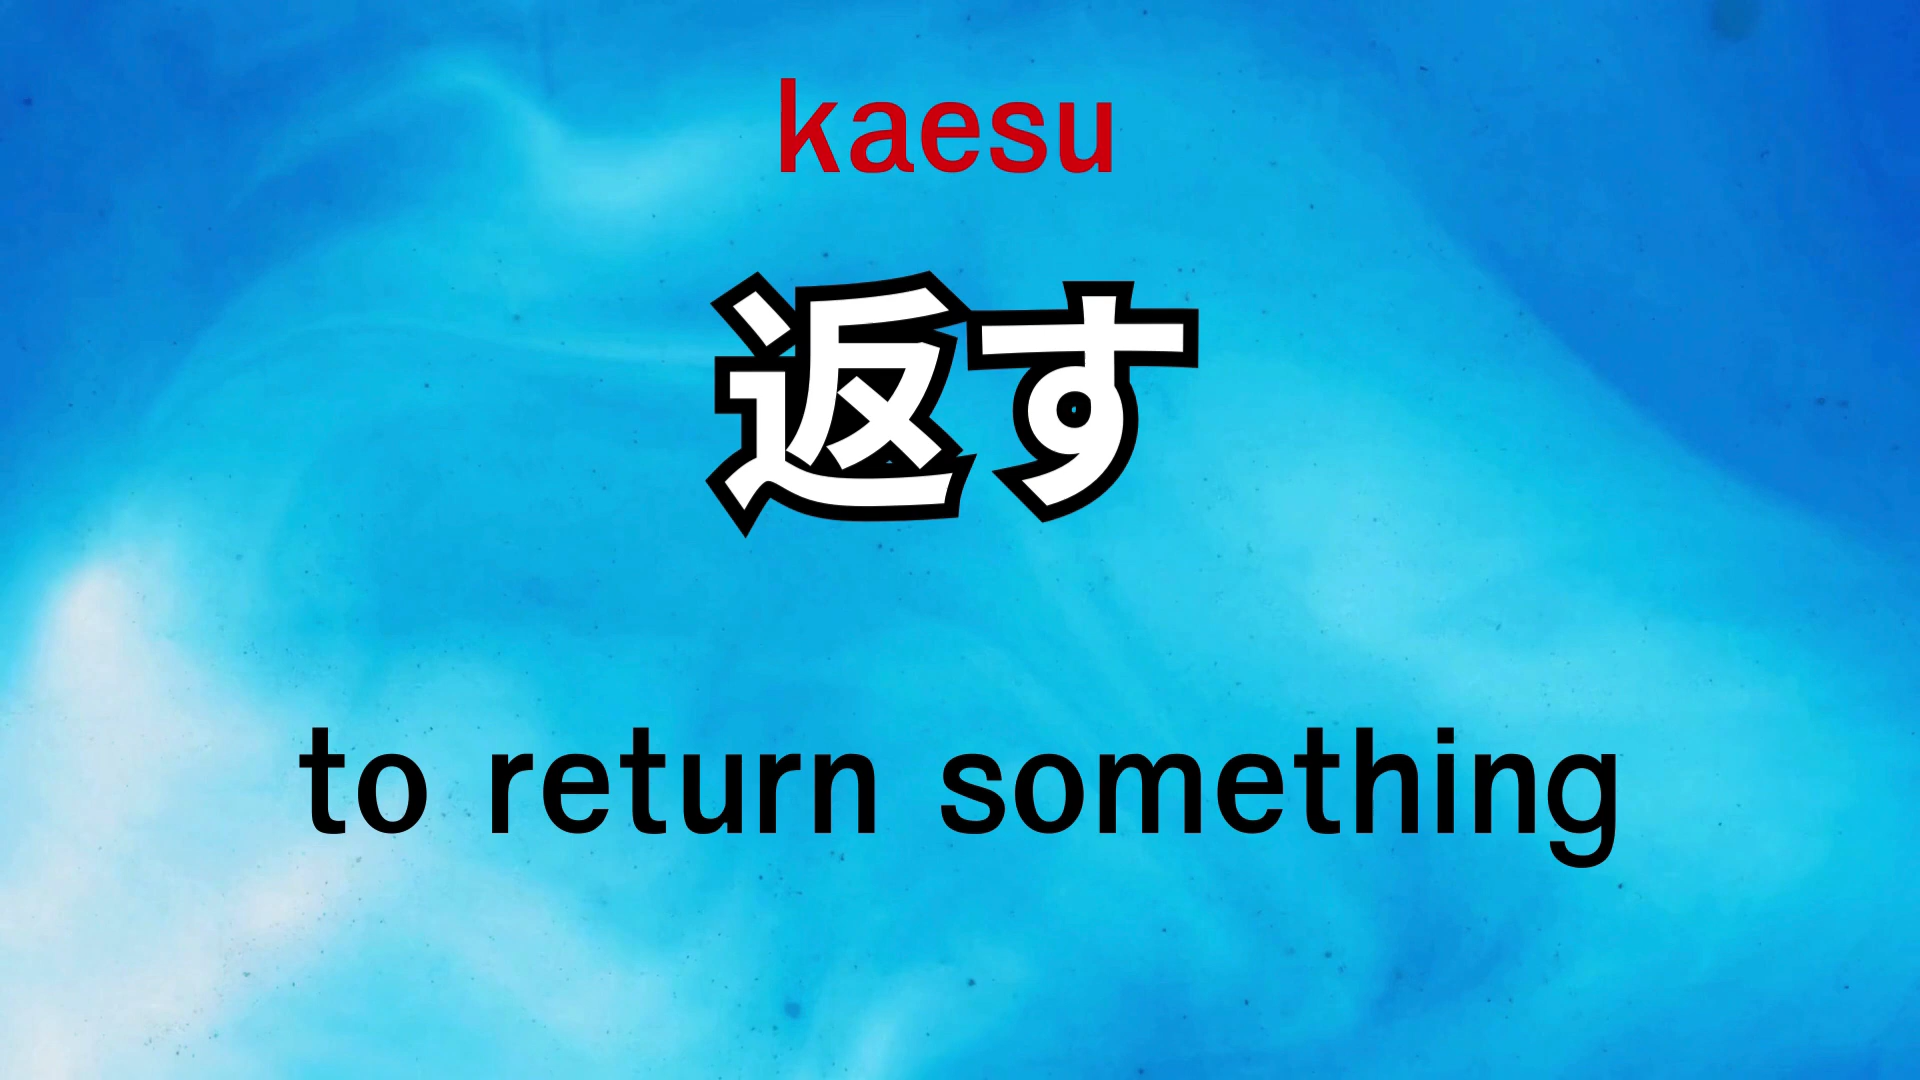 kaesu
返す
to return something